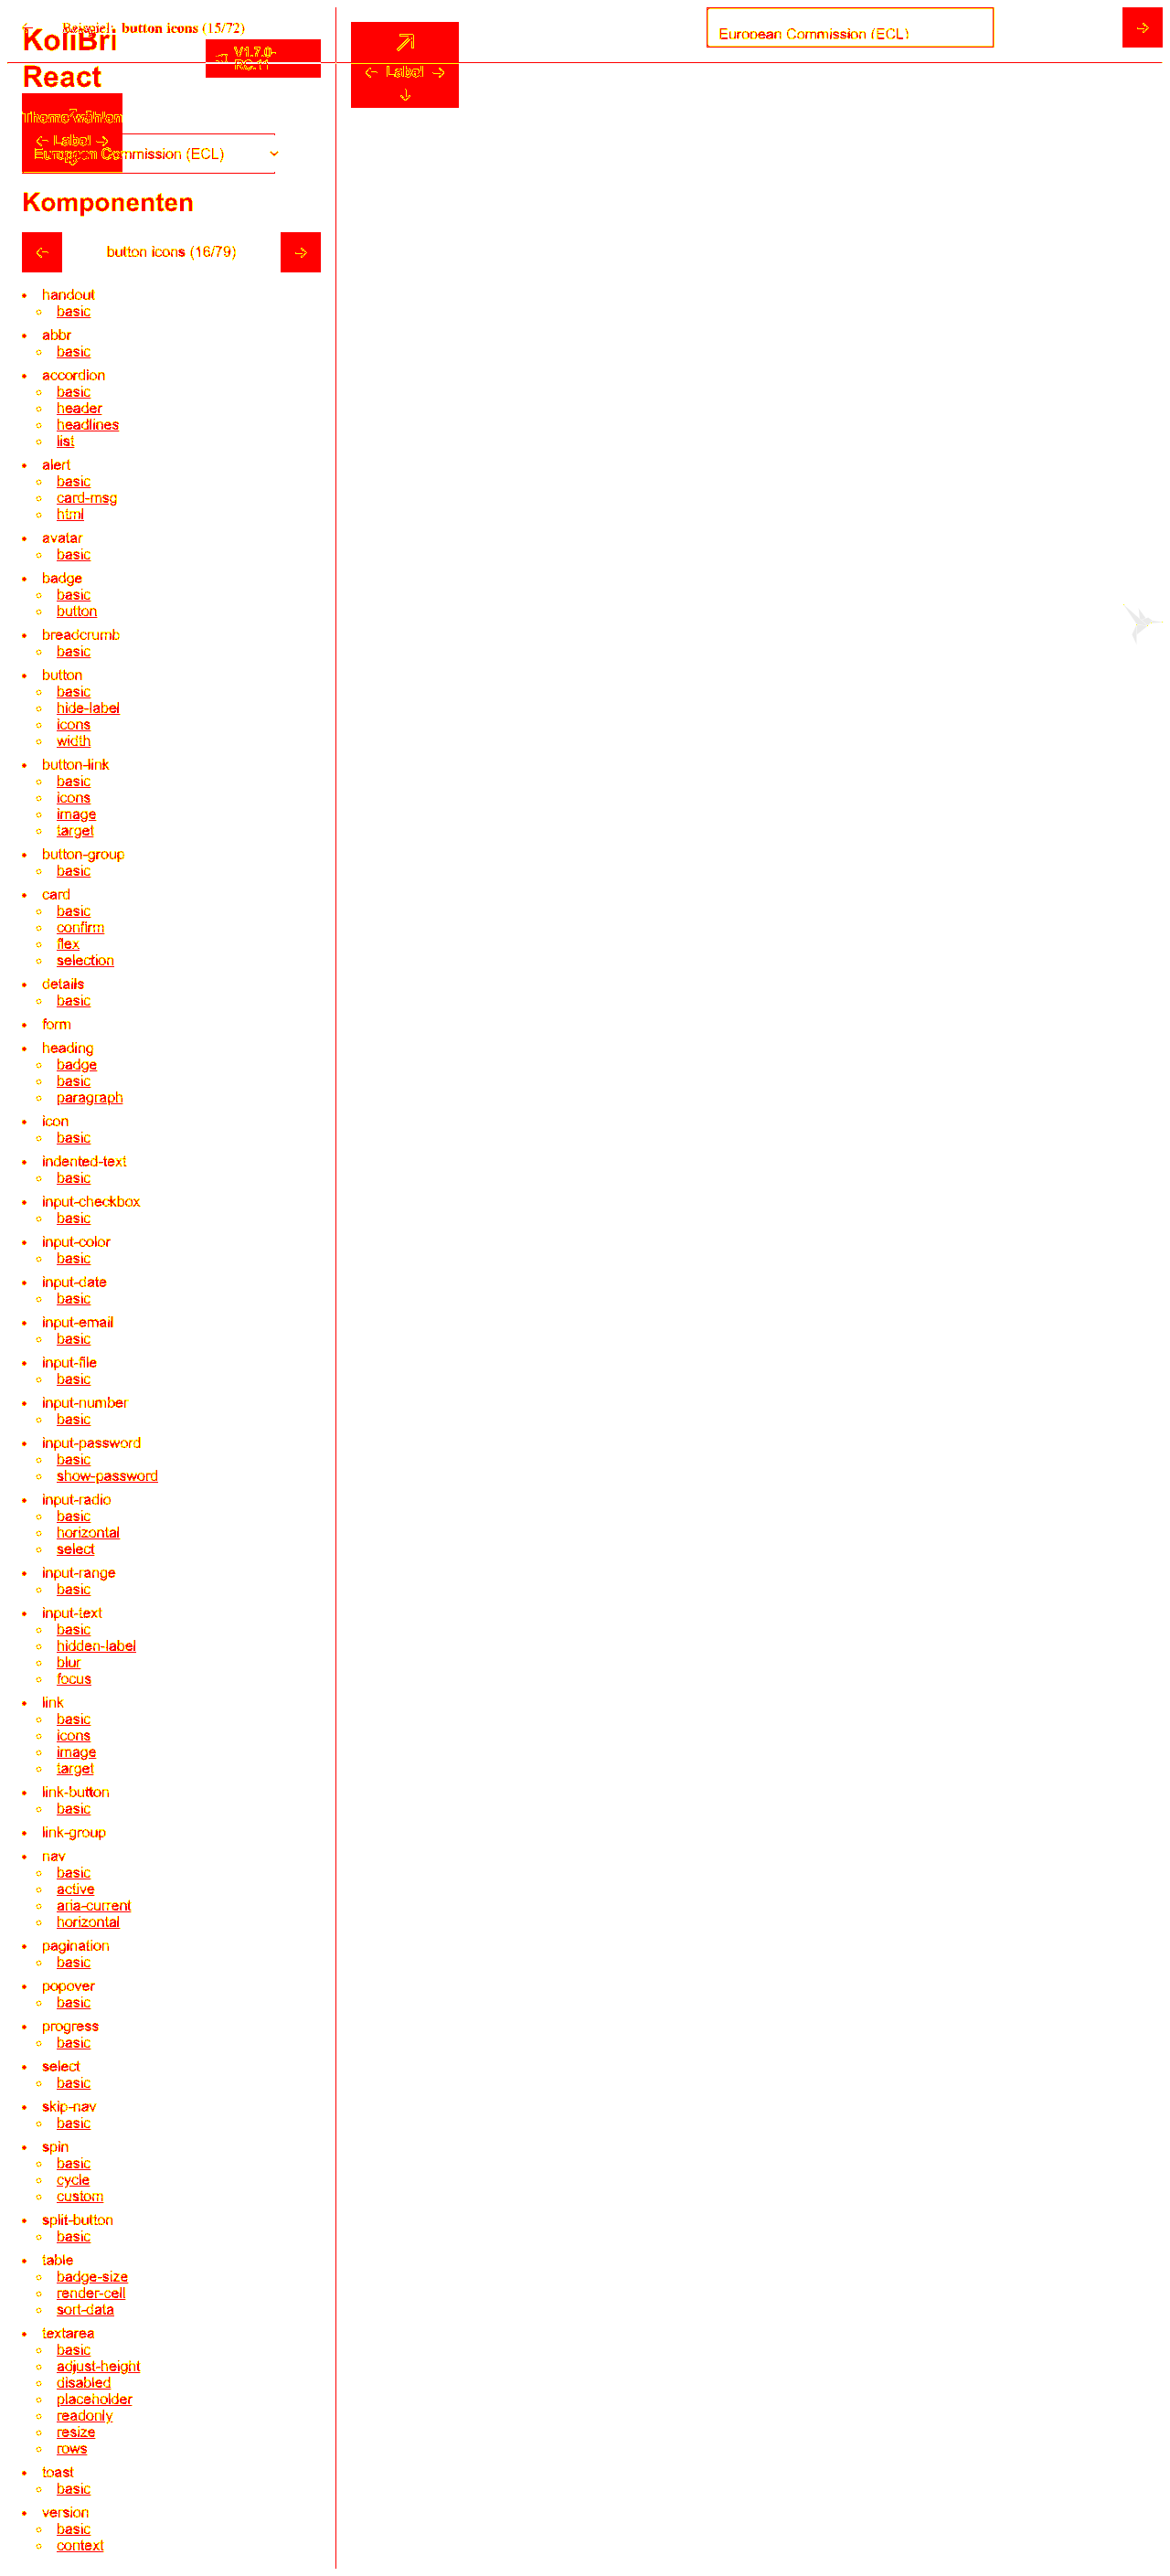 Beispiel: button icons (15/72)
European Commission (ECL)
KoliBri
React
V1.7.0-
RC.11
Label
Thema wählen
Label
European Commission (ECL)
Komponenten
button icons (16/79)
handout
basic
abbr
basic
accordion
basic
header
headlines
list
alert
basic
card-msg
html
avatar
basic
badge
basic
button
breadcrumb
basic
button
basic
hide-label
icons
width
button-link
basic
icons
image
target
button-group
basic
card
basic
confirm
flex
selection
details
basic
form
heading
badge
basic
paragraph
icon
basic
indented-text
basic
input-checkbox
basic
input-color
basic
input-date
basic
input-email
basic
input-file
basic
input-number
basic
input-password
basic
show-password
input-radio
basic
horizontal
select
input-range
basic
input-text
basic
hidden-label
blur
focus
link
basic
icons
image
target
link-button
basic
link-group
nav
basic
active
aria-current
horizontal
pagination
basic
popover
basic
progress
basic
select
basic
skip-nav
basic
spin
basic
cycle
custom
split-button
basic
table
badge-size
render-cell
sort-data
textarea
basic
adjust-height
disabled
placeholder
readonly
resize
rows
toast
basic
version
basic
context